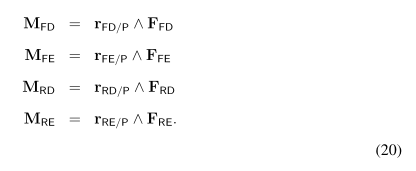 M_FD = r_FD/P ∧ F_FD
M_FE = r_FE/P ∧ F_FE
M_RD = r_RD/P ∧ F_RD
M_RE = r_RE/P ∧ F_RE.
(20)